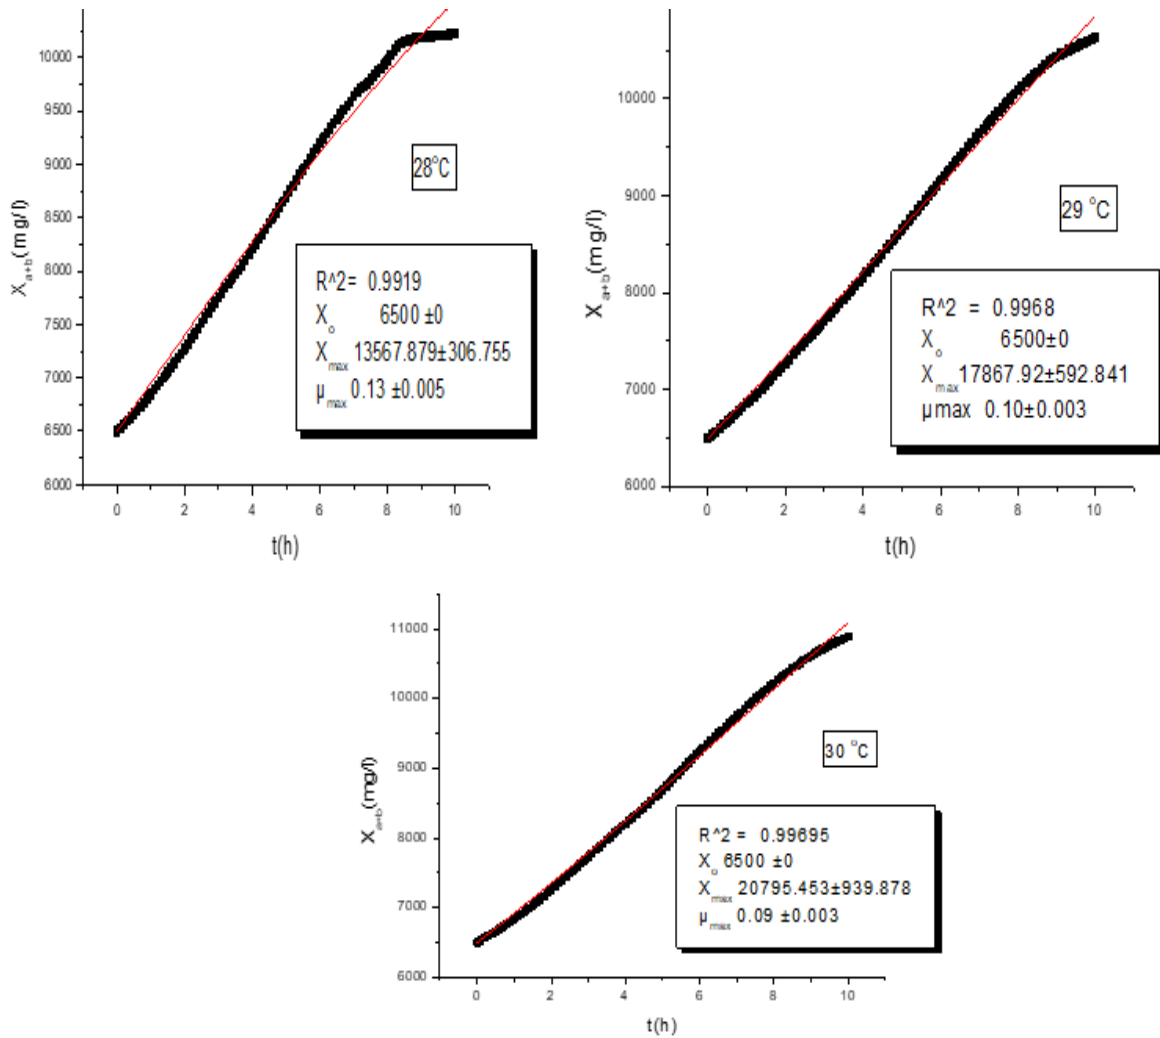 10000
9500
9000
8500
8000
7500
7000
6500
6000
X a+b (mg/l)
0 2 4 6 8 10
t(h)
28°C
R^2 = 0.9919
Xo 6500 ±0
Xmax 13567.879±306.755
μmax 0.13 ±0.005
10000
9000
8000
7000
6000
X a+b (mg/l)
0 2 4 6 8 10
t(h)
29 °C
R^2 = 0.9968
Xo 6500±0
Xmax 17867.92±592.841
μmax 0.10±0.003
11000
10000
9000
8000
7000
6000
X a+b (mg/l)
0 2 4 6 8 10
t(h)
30 °C
R^2 = 0.99695
Xo 6500 ±0
Xmax 20795.453±939.878
μmax 0.09 ±0.003